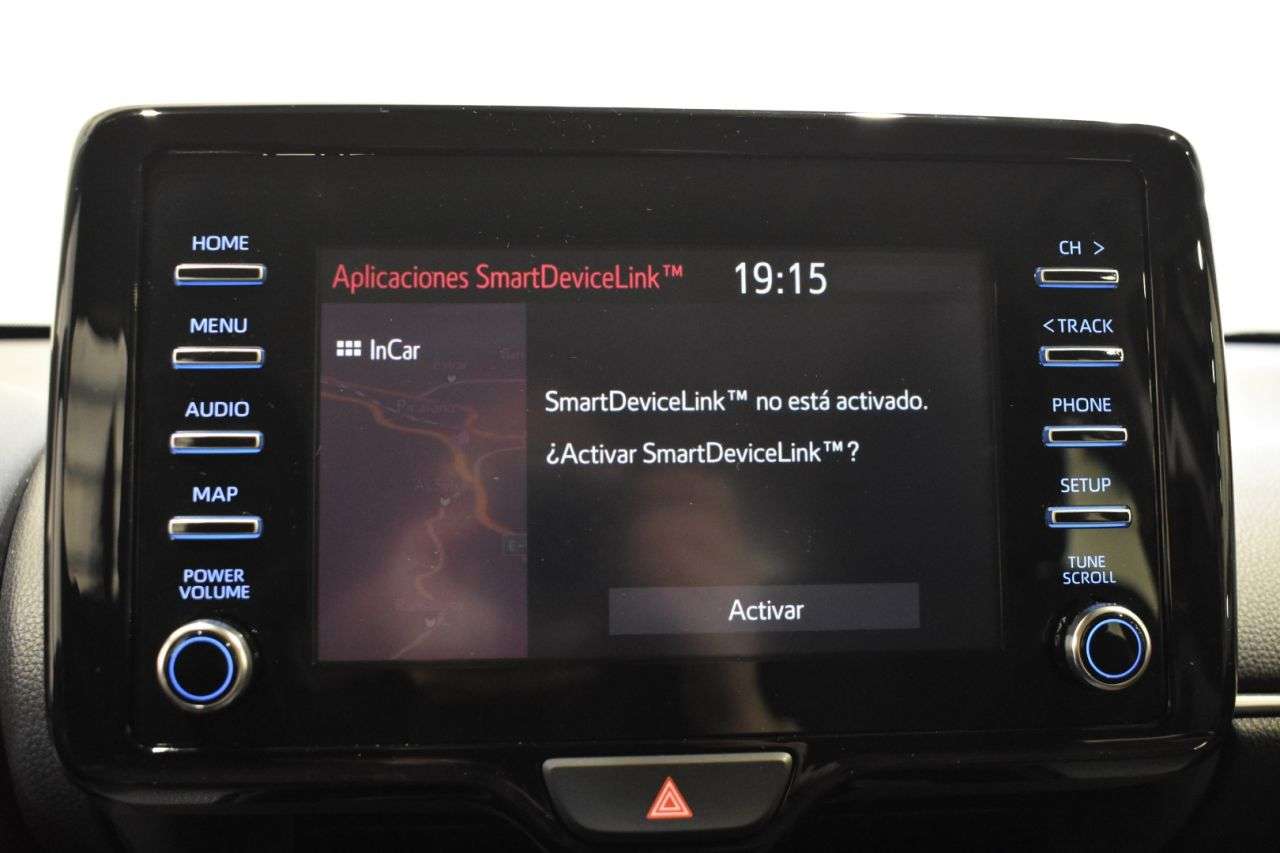 HOME
MENU
AUDIO
MAP
POWER
VOLUME
Aplicaciones SmartDeviceLink™
19:15
InCar
SmartDeviceLink™ no está activado.
¿Activar SmartDeviceLink™?
Activar
CH >
< TRACK
PHONE
SETUP
TUNE
SCROLL